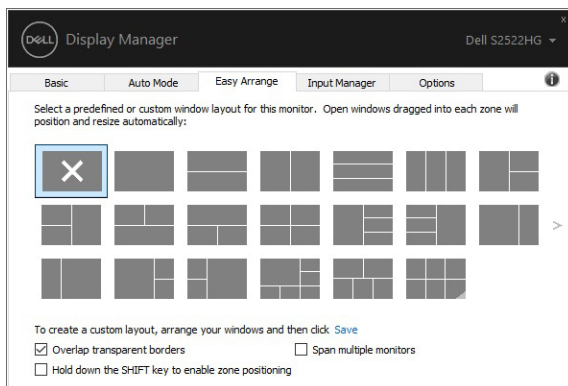 DELL Display Manager Dell S2522HG
Basic Auto Mode Easy Arrange Input Manager Options
Select a predefined or custom window layout for this monitor. Open windows dragged into each zone will
position and resize automatically:
To create a custom layout, arrange your windows and then click Save
Overlap transparent borders Span multiple monitors
Hold down the SHIFT key to enable zone positioning